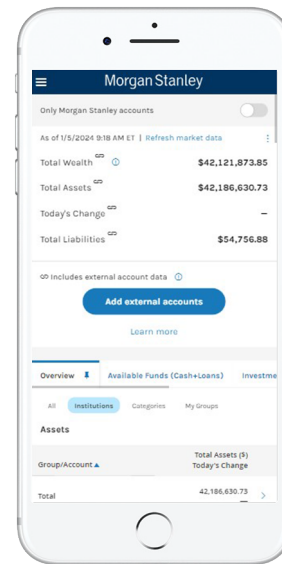 Morgan Stanley
Only Morgan Stanley accounts
As of 1/5/2024 9:18 AM ET | Refresh market data
Total Wealth $42,121,873.85
Total Assets $42,186,630.73
Today's Change –
Total Liabilities $54,756.88
Includes external account data
Add external accounts
Learn more
Overview Available Funds (Cash+Loans) Investme
All Institutions Categories My Groups
Assets
Total Assets ($)
Group/Account Today's Change
Total 42,186,630.73
—